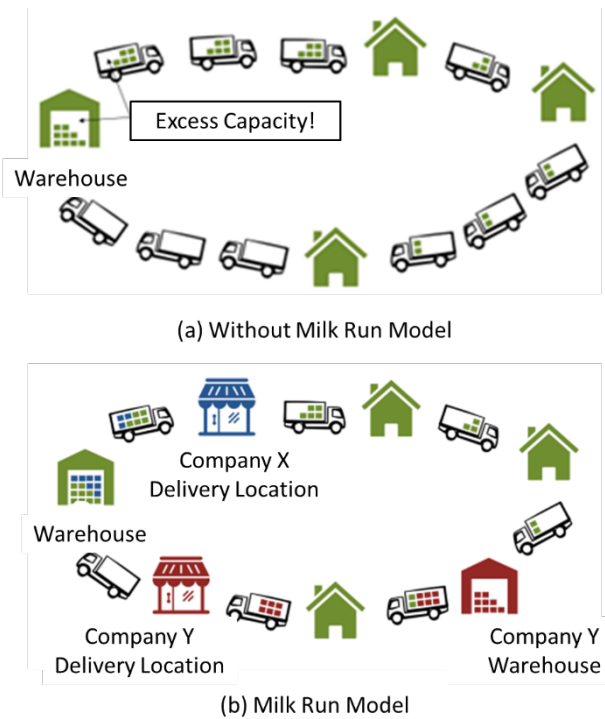 Excess Capacity!
Warehouse
(a) Without Milk Run Model
Company X
Delivery Location
Warehouse
Company Y
Delivery Location
Company Y
Warehouse
(b) Milk Run Model